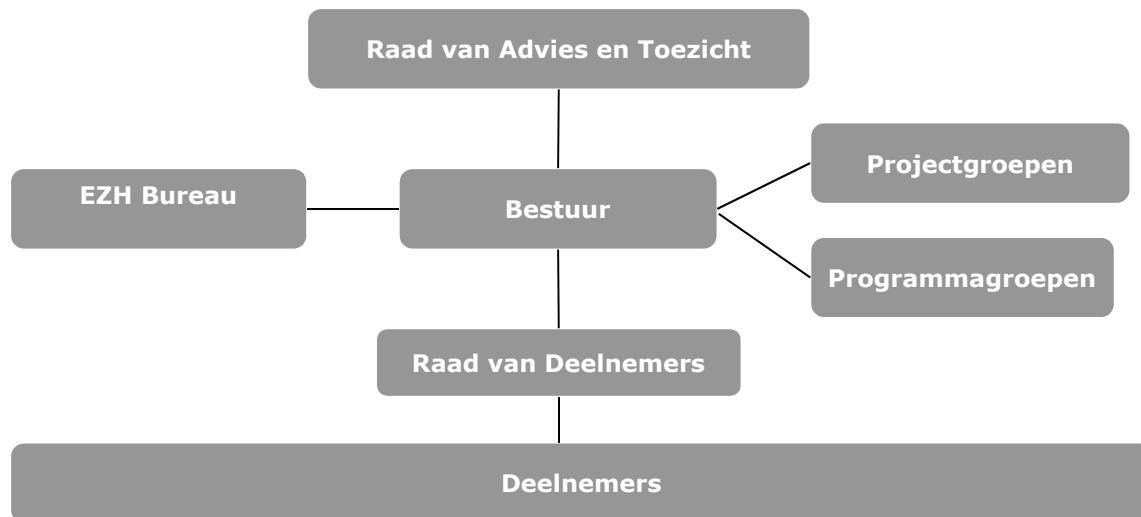 Raad van Advies en Toezicht
Projectgroepen
EZH Bureau
Bestuur
Programmagroepen
Raad van Deelnemers
Deelnemers